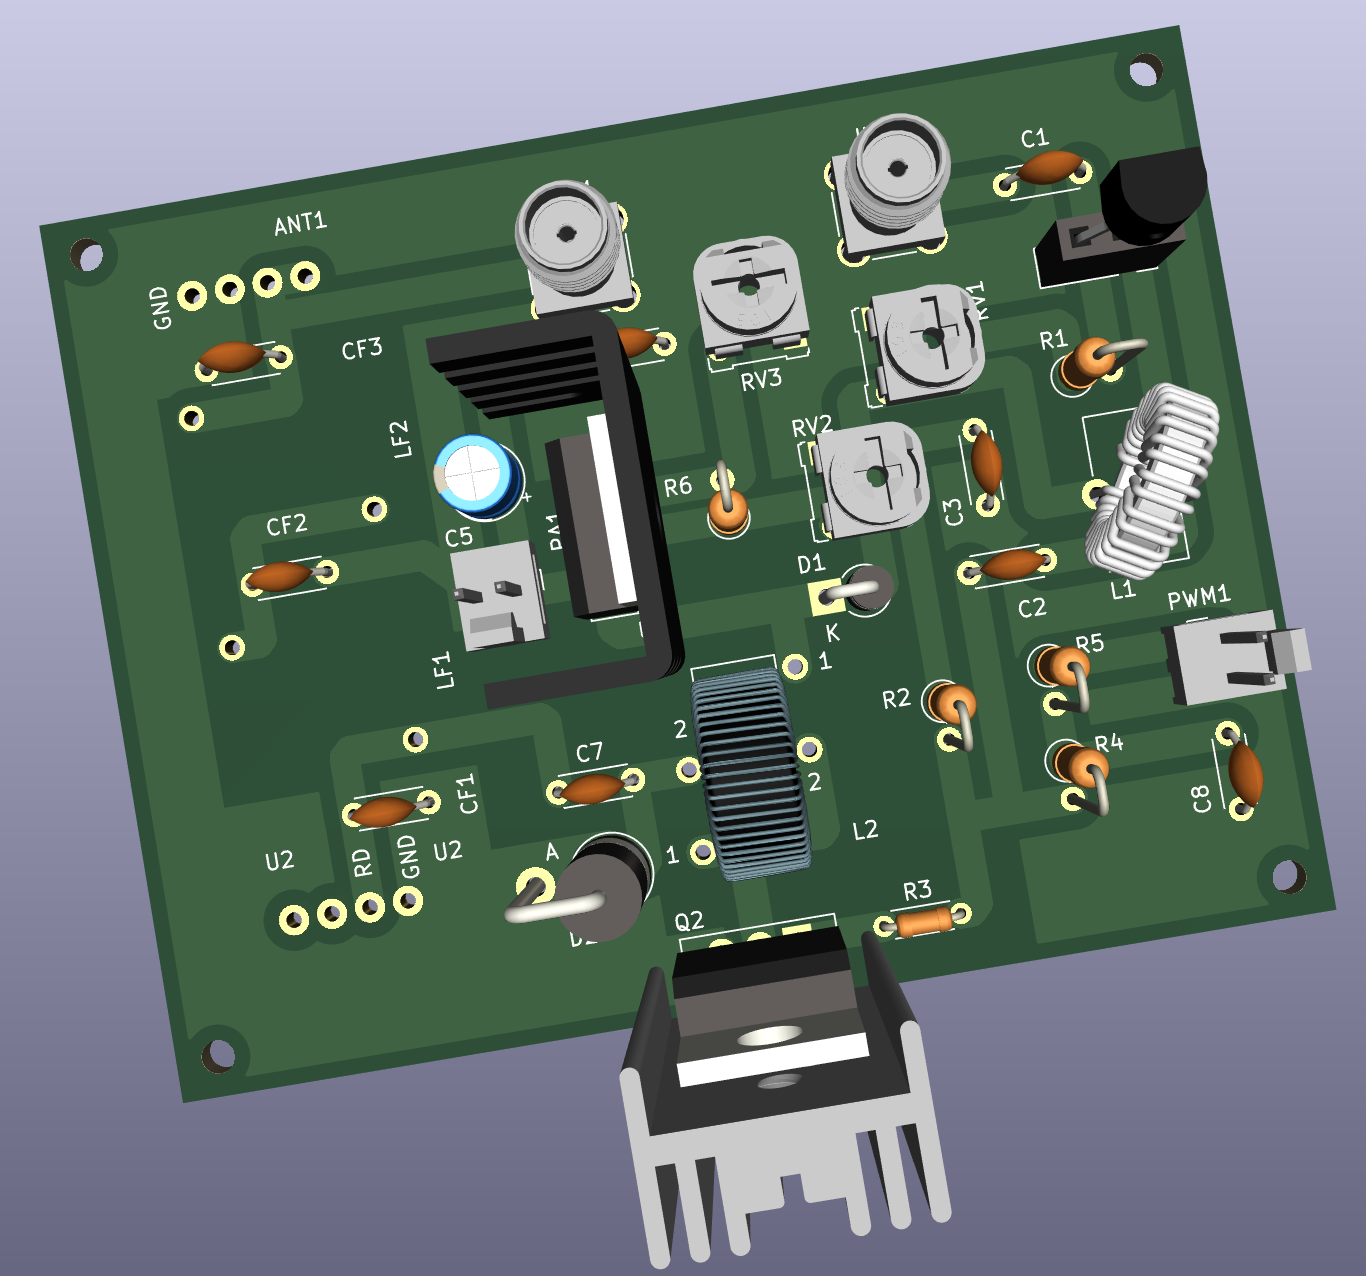 C1
ANT1
GND
RV1
CF3
R1
RV3
LF2
RV2
R6
+
C3
CF2
C5
D1
C2
L1
K
PWM1
R5
LF1
1
R2
2
R4
C7
2
CF1
C8
L2
U2
RD
GND
U2
A
1
R3
Q2